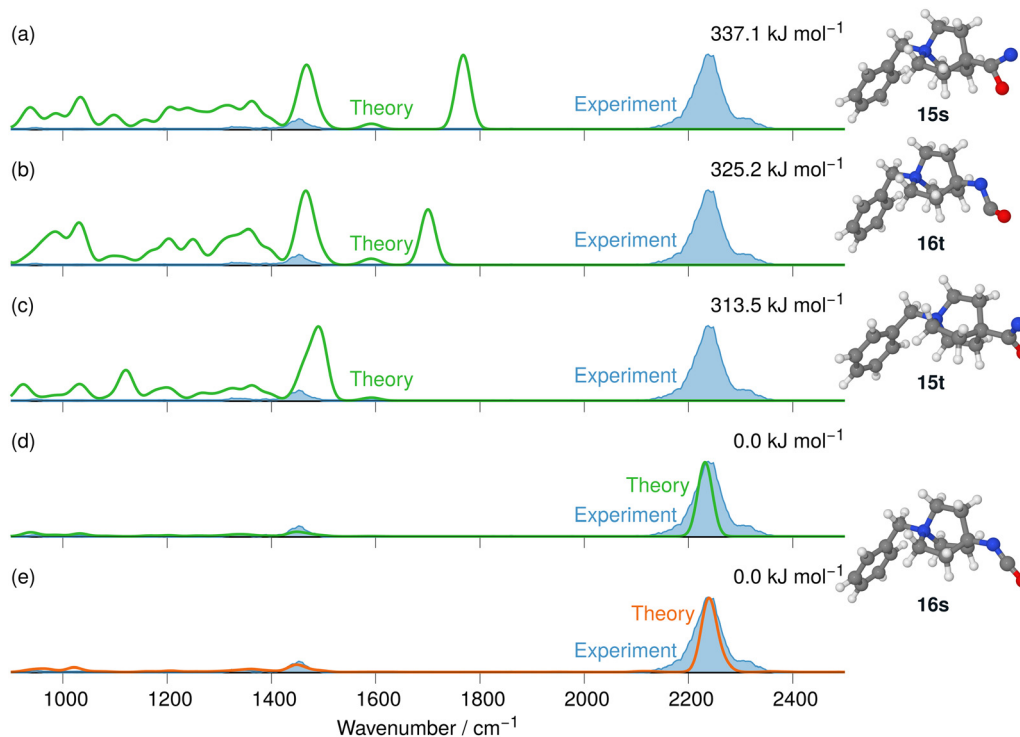 (a)
337.1 kJ mol⁻¹
Theory
Experiment
15s
(b)
325.2 kJ mol⁻¹
Theory
Experiment
16t
(c)
313.5 kJ mol⁻¹
Theory
Experiment
15t
(d)
0.0 kJ mol⁻¹
Theory
Experiment
(e)
0.0 kJ mol⁻¹
16s
Theory
Experiment
1000 1200 1400 1600 1800 2000 2200 2400
Wavenumber / cm⁻¹